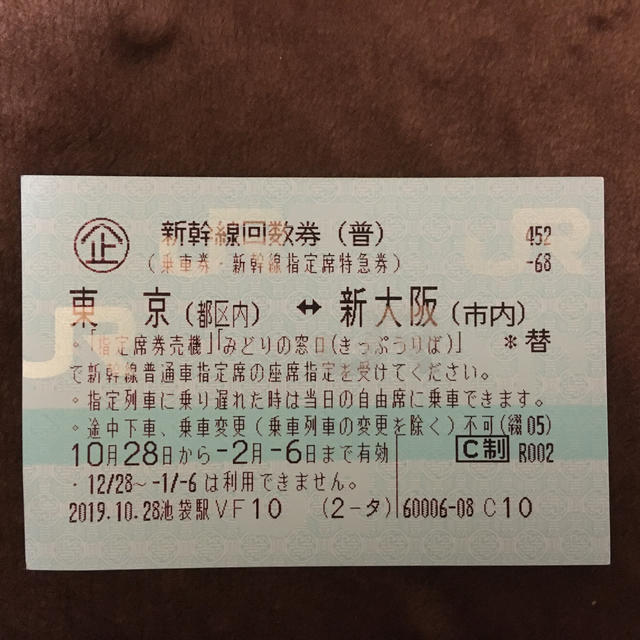 企 新幹線回数券（普） 452
（乗車券・新幹線指定席特急券） -68
東　京（都区内） ↔ 新大阪（市内）
・「指定席券売機」「みどりの窓口（きっぷうりば）」 ＊替
で新幹線普通車指定席の座席指定を受けてください。
・指定列車に乗り遅れた時は当日の自由席に乗車できます。
・途中下車、乗車変更（乗車列車の変更を除く）不可（綴05）
10月28日から-2月-6日まで有効 C制 R002
・12/28～-1/-6は利用できません。
2019.10.28池袋駅VF10 （2-タ） 60006-08 C10